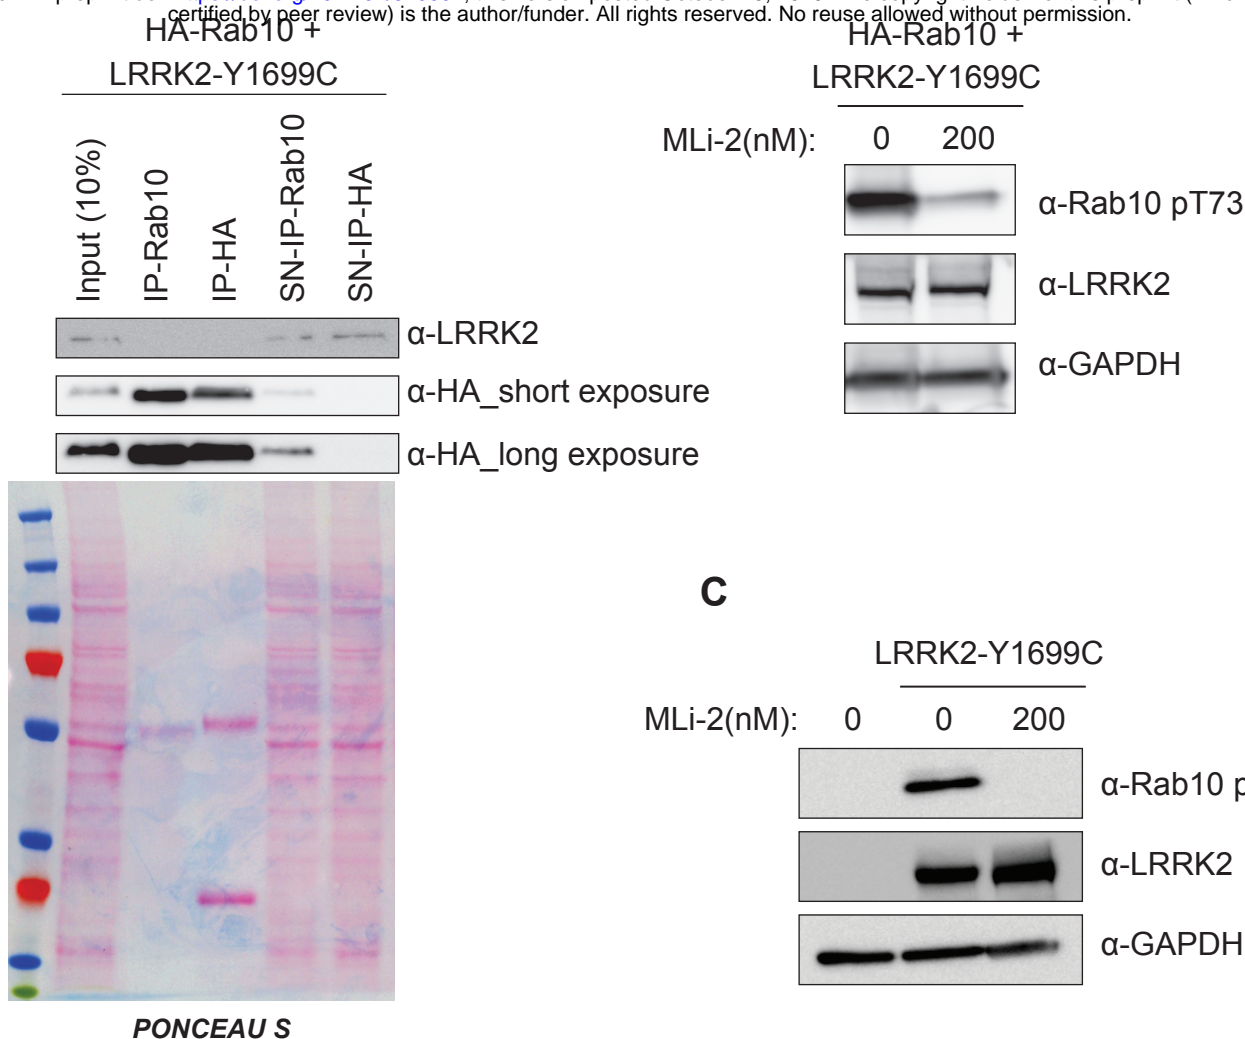 certified by peer review) is the author/funder. All rights reserved. No reuse allowed without permission.
HA-Rab10 +
LRRK2-Y1699C
Input (10%)
IP-Rab10
IP-HA
SN-IP-Rab10
SN-IP-HA
α-LRRK2
α-HA_short exposure
α-HA_long exposure
PONCEAU S
HA-Rab10 +
LRRK2-Y1699C
MLi-2(nM): 0 200
α-Rab10 pT73
α-LRRK2
α-GAPDH
C
LRRK2-Y1699C
MLi-2(nM): 0 0 200
α-Rab10 p
α-LRRK2
α-GAPDH